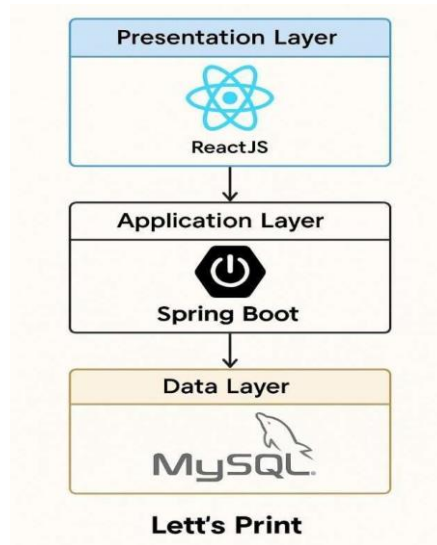 Presentation Layer
ReactJS
Application Layer
Spring Boot
Data Layer
MySQL
Lett's Print